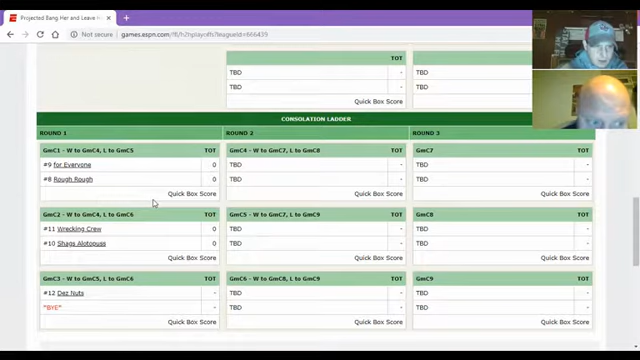 Projected Bang Her and Leave H
Not secure
games.espn.com/ffl/h2hplayoffs?leagueId=666439
TOT
TBD -
TBD
TBD -
TBD
Quick Box Score
CONSOLATION LADDER
ROUND 1 ROUND 2 ROUND 3
GmC1 - W to GmC4, L to GmC5 TOT
GmC4 - W to GmC7, L to GmC8 TOT
GmC7 TOT
#9 for Everyone 0
TBD -
TBD -
#8 Rough Rough 0
TBD -
TBD -
Quick Box Score
Quick Box Score
Quick Box Score
GmC2 - W to GmC4, L to GmC6 TOT
GmC5 - W to GmC7, L to GmC9 TOT
GmC8 TOT
#11 Wrecking Crew 0
TBD -
TBD -
#10 Shags Alotopuss 0
TBD -
TBD -
Quick Box Score
Quick Box Score
Quick Box Score
GmC3 - W to GmC5, L to GmC6 TOT
GmC6 - W to GmC8, L to GmC9 TOT
GmC9 TOT
#12 Dez Nuts -
TBD -
TBD -
"BYE" -
TBD -
TBD -
Quick Box Score
Quick Box Score
Quick Box Score